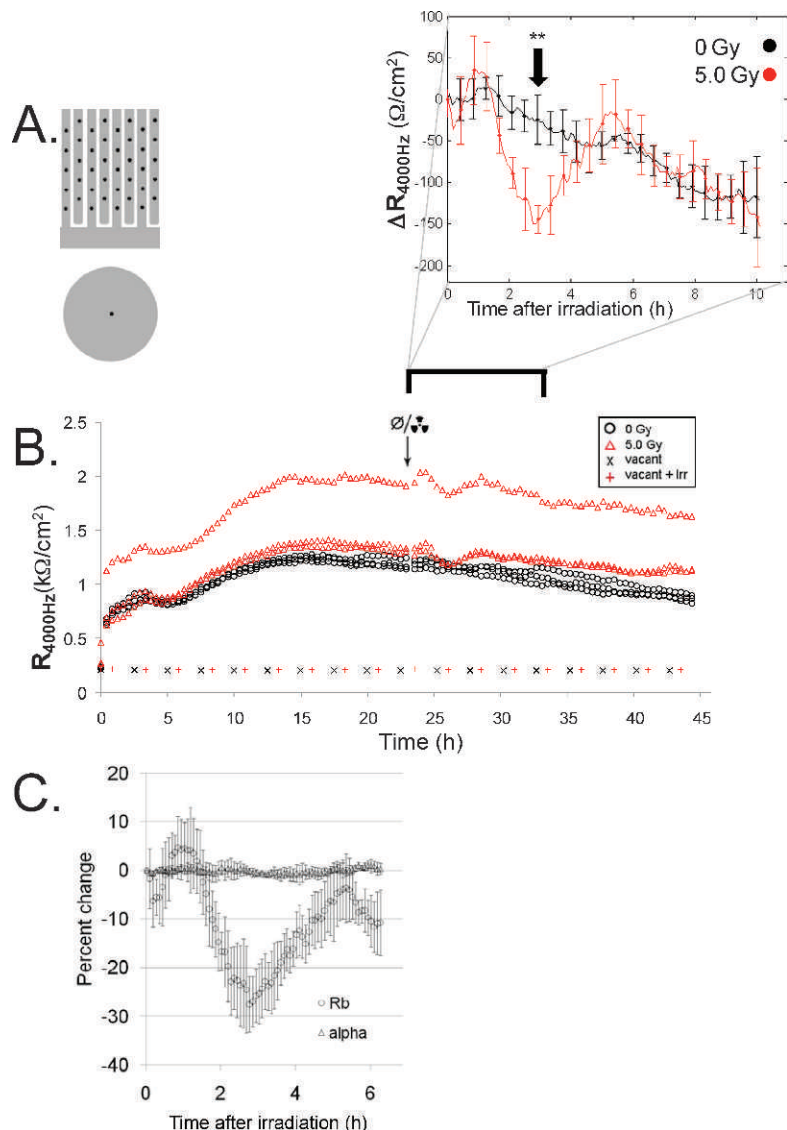 A.
100
50
0
-50
-100
-150
-200
ΔR4000Hz (Ω/cm²)
**
0 Gy
5.0 Gy
0 2 4 6 8 10
Time after irradiation (h)
B.
2.5
2
1.5
1
0.5
0
R4000Hz(kΩ/cm²)
Ø/
0 Gy
5.0 Gy
vacant
vacant + Irr
0 5 10 15 20 25 30 35 40 45
Time (h)
C.
20
10
0
-10
-20
-30
-40
Percent change
Rb
alpha
0 2 4 6
Time after irradiation (h)